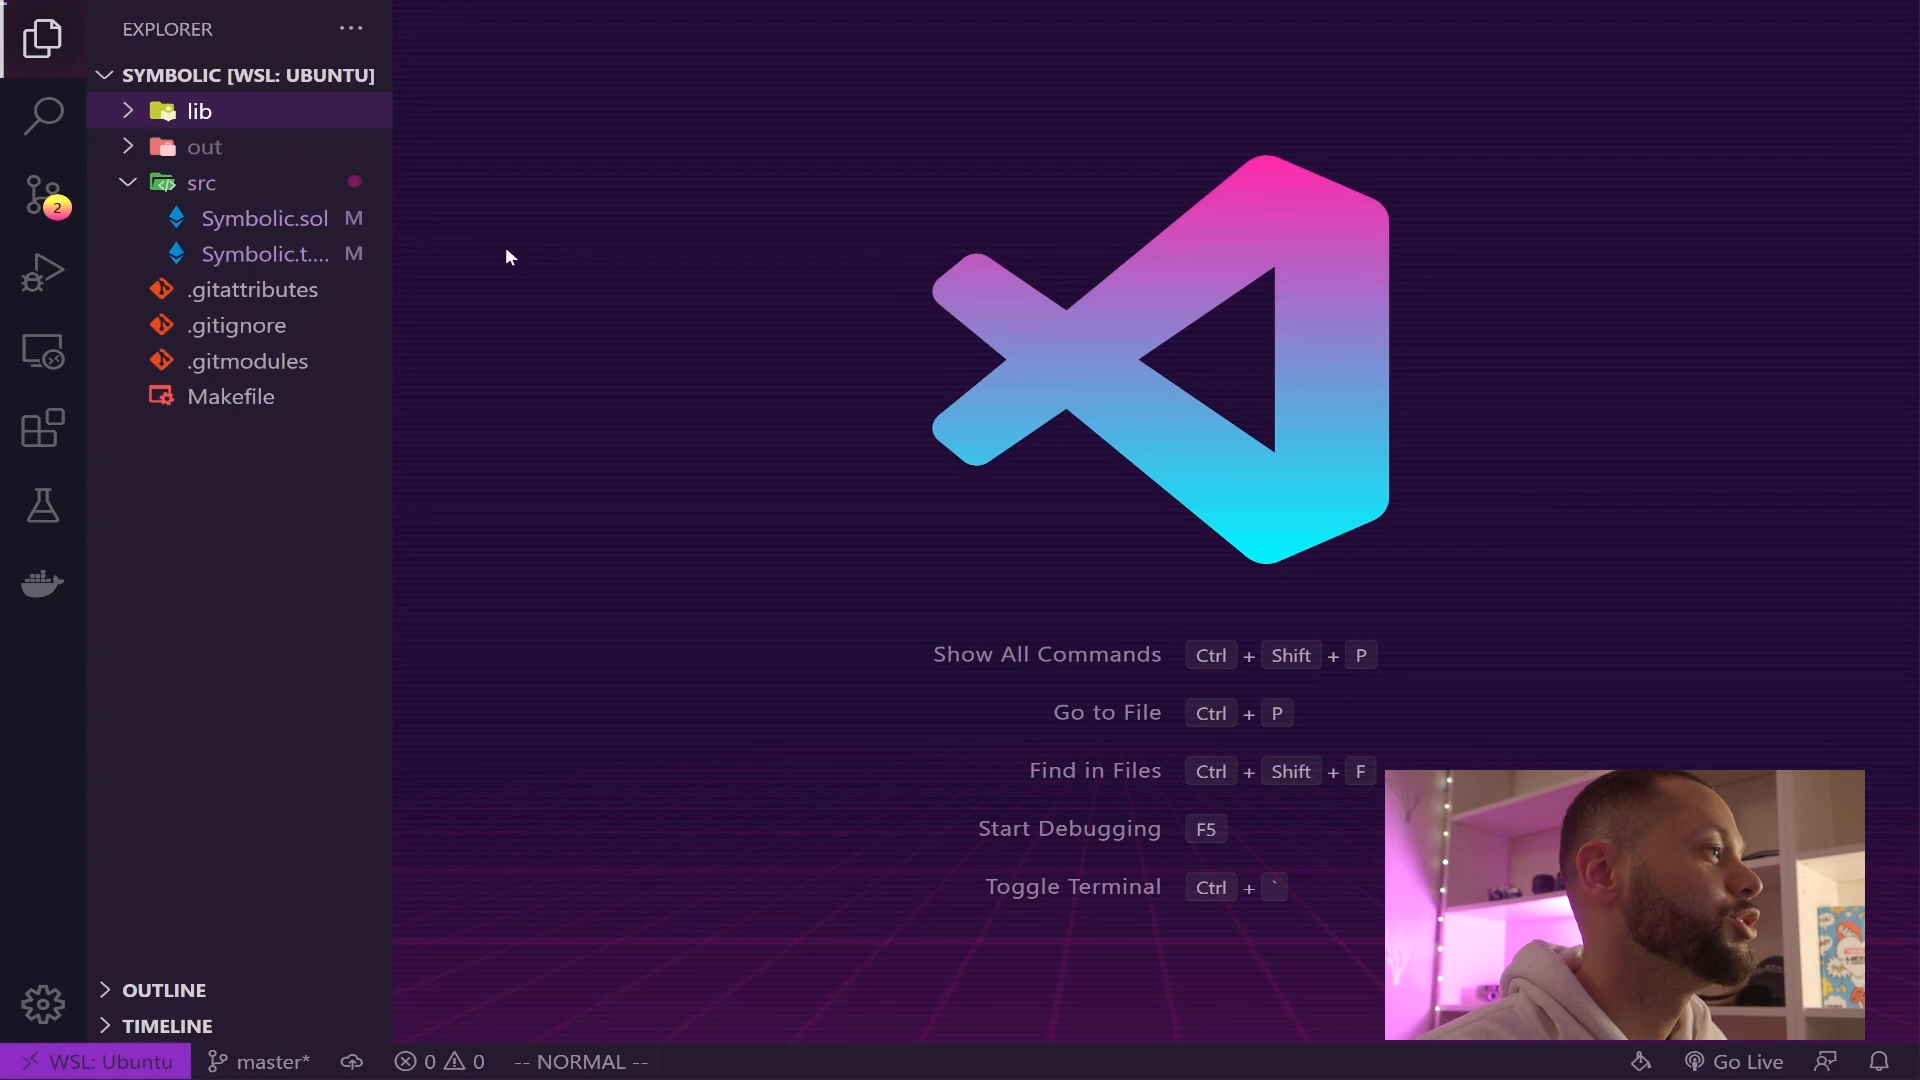 EXPLORER
SYMBOLIC [WSL: UBUNTU]
lib
out
src
Symbolic.sol M
Symbolic.t.... M
.gitattributes
.gitignore
.gitmodules
Makefile
2
Show All Commands Ctrl + Shift + P
Go to File Ctrl + P
Find in Files Ctrl + Shift + F
Start Debugging F5
Toggle Terminal Ctrl + `
OUTLINE
TIMELINE
WSL: Ubuntu master* 0 0 -- NORMAL -- Go Live